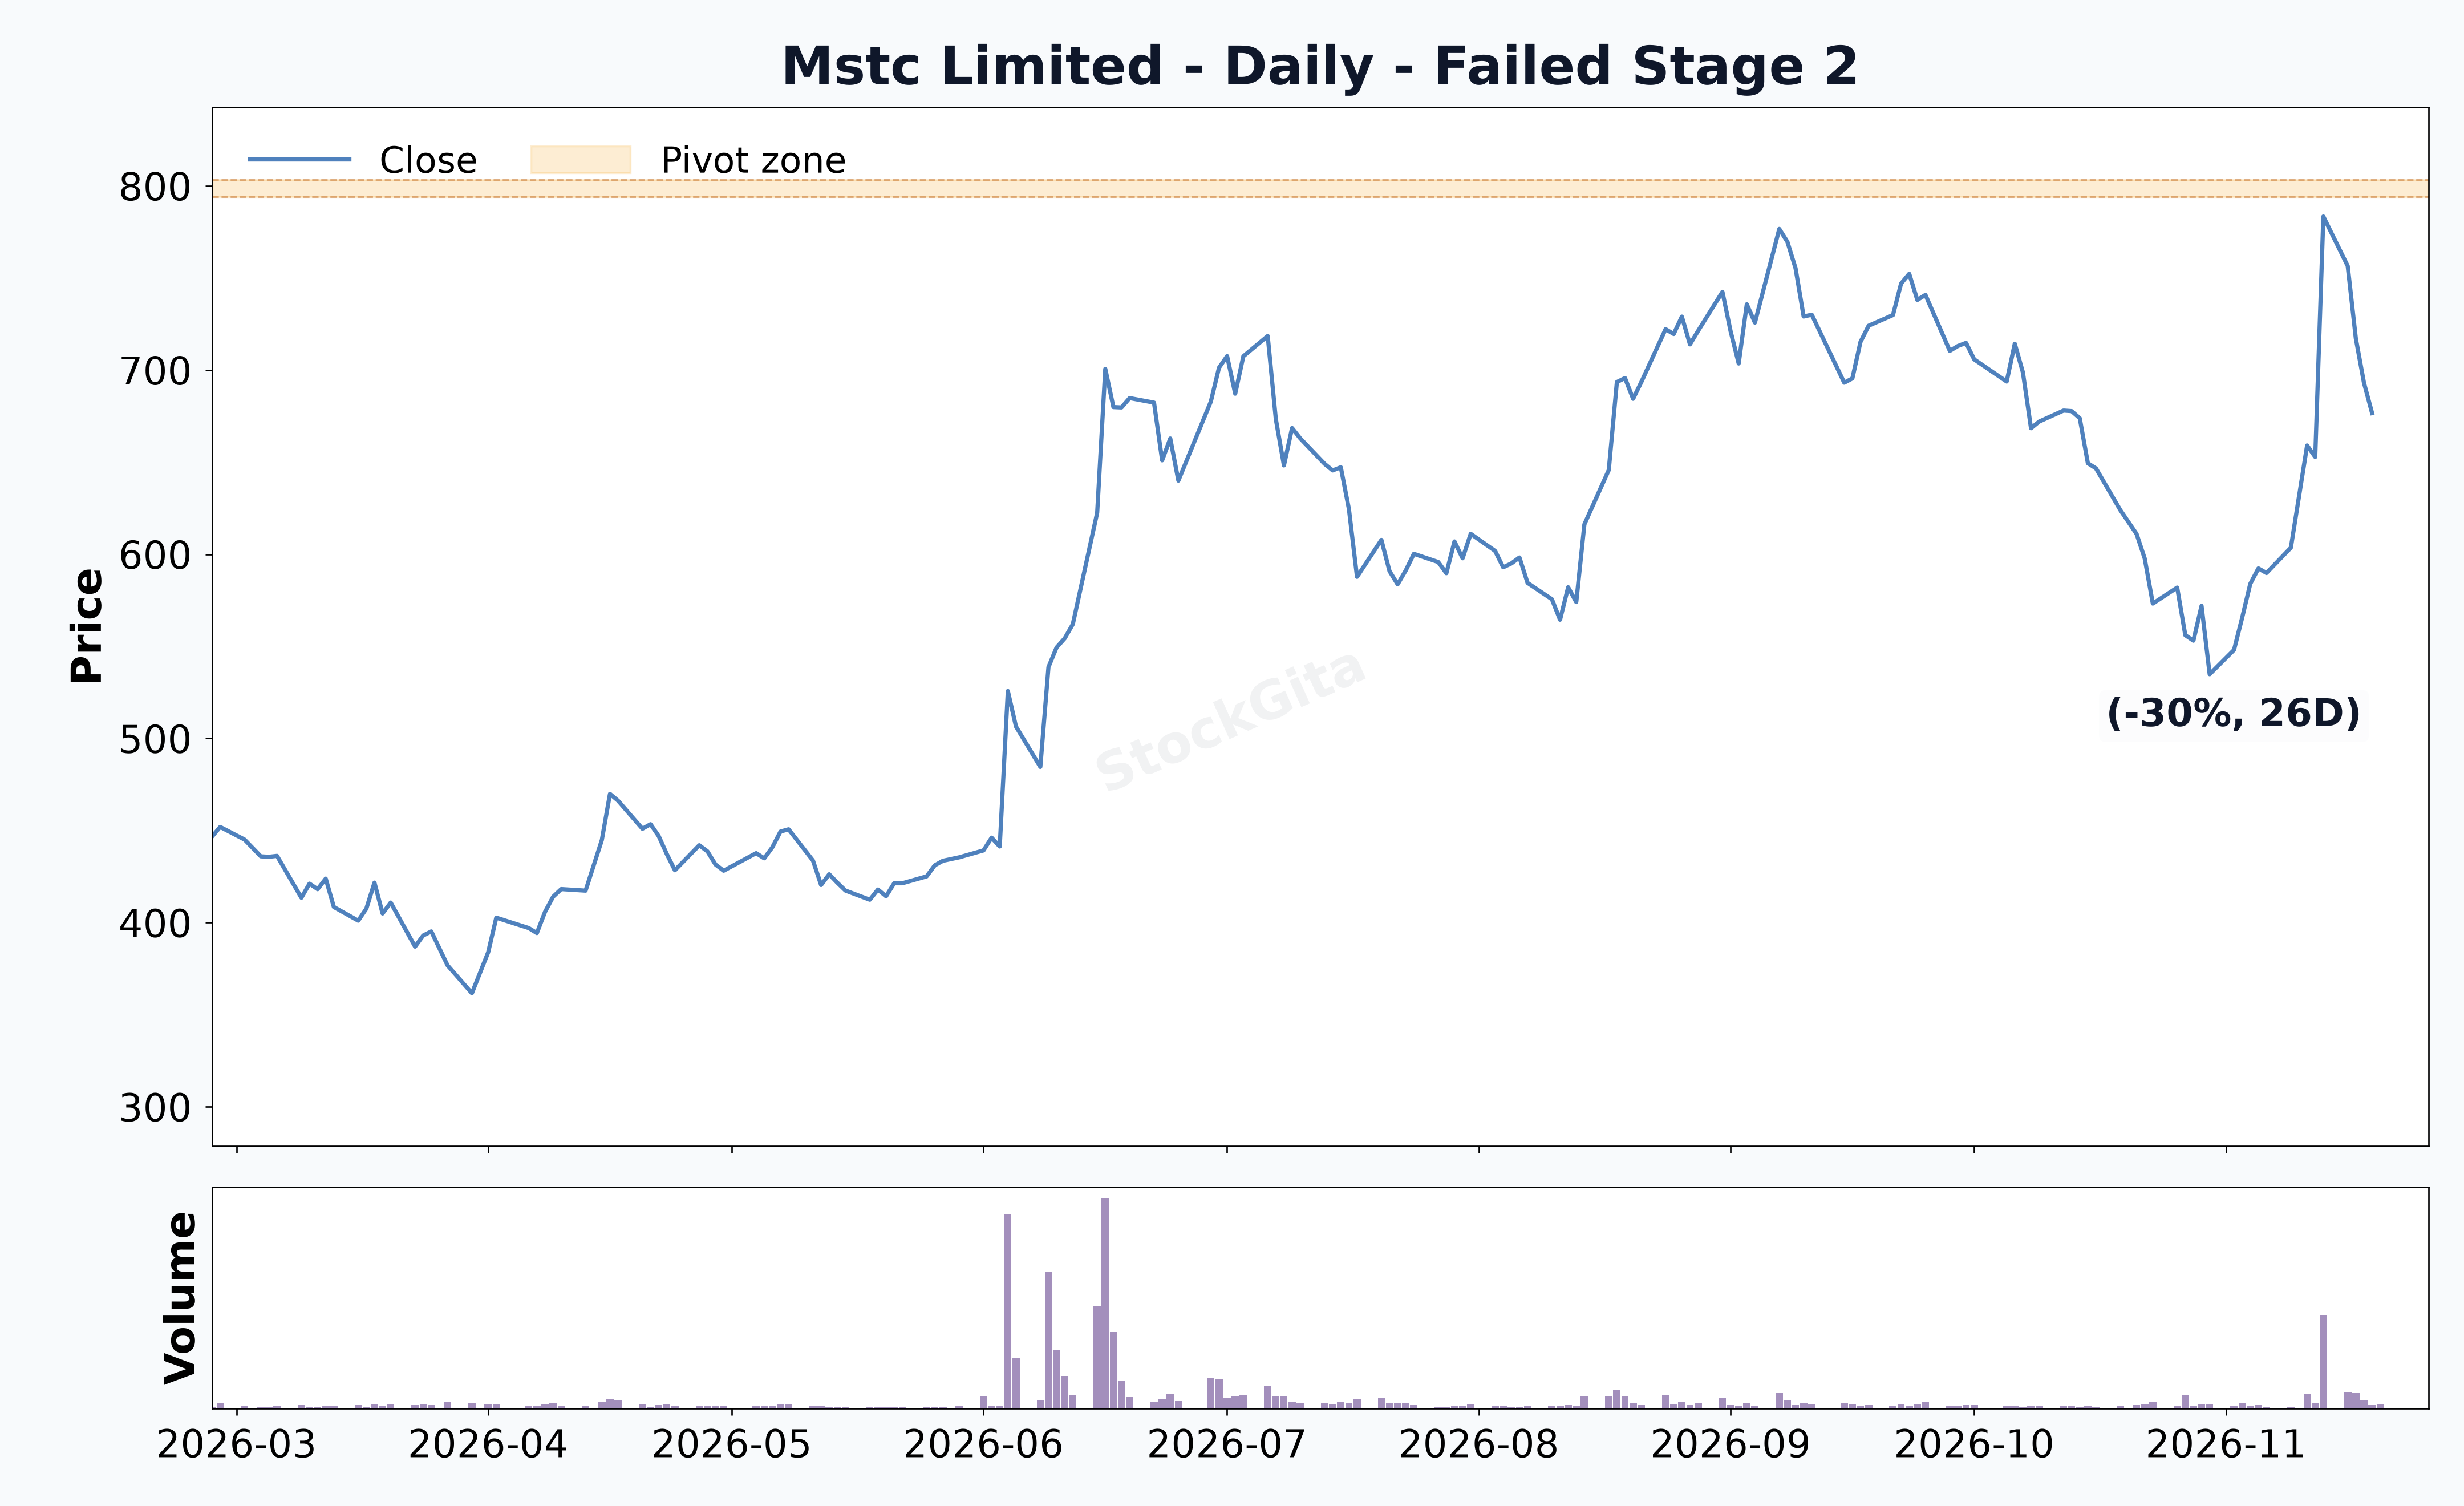 Mstc Limited - Daily - Failed Stage 2
Close
Pivot zone
800
700
600
500
400
300
Price
StockGita
(-30%, 26D)
Volume
2026-03
2026-04
2026-05
2026-06
2026-07
2026-08
2026-09
2026-10
2026-11